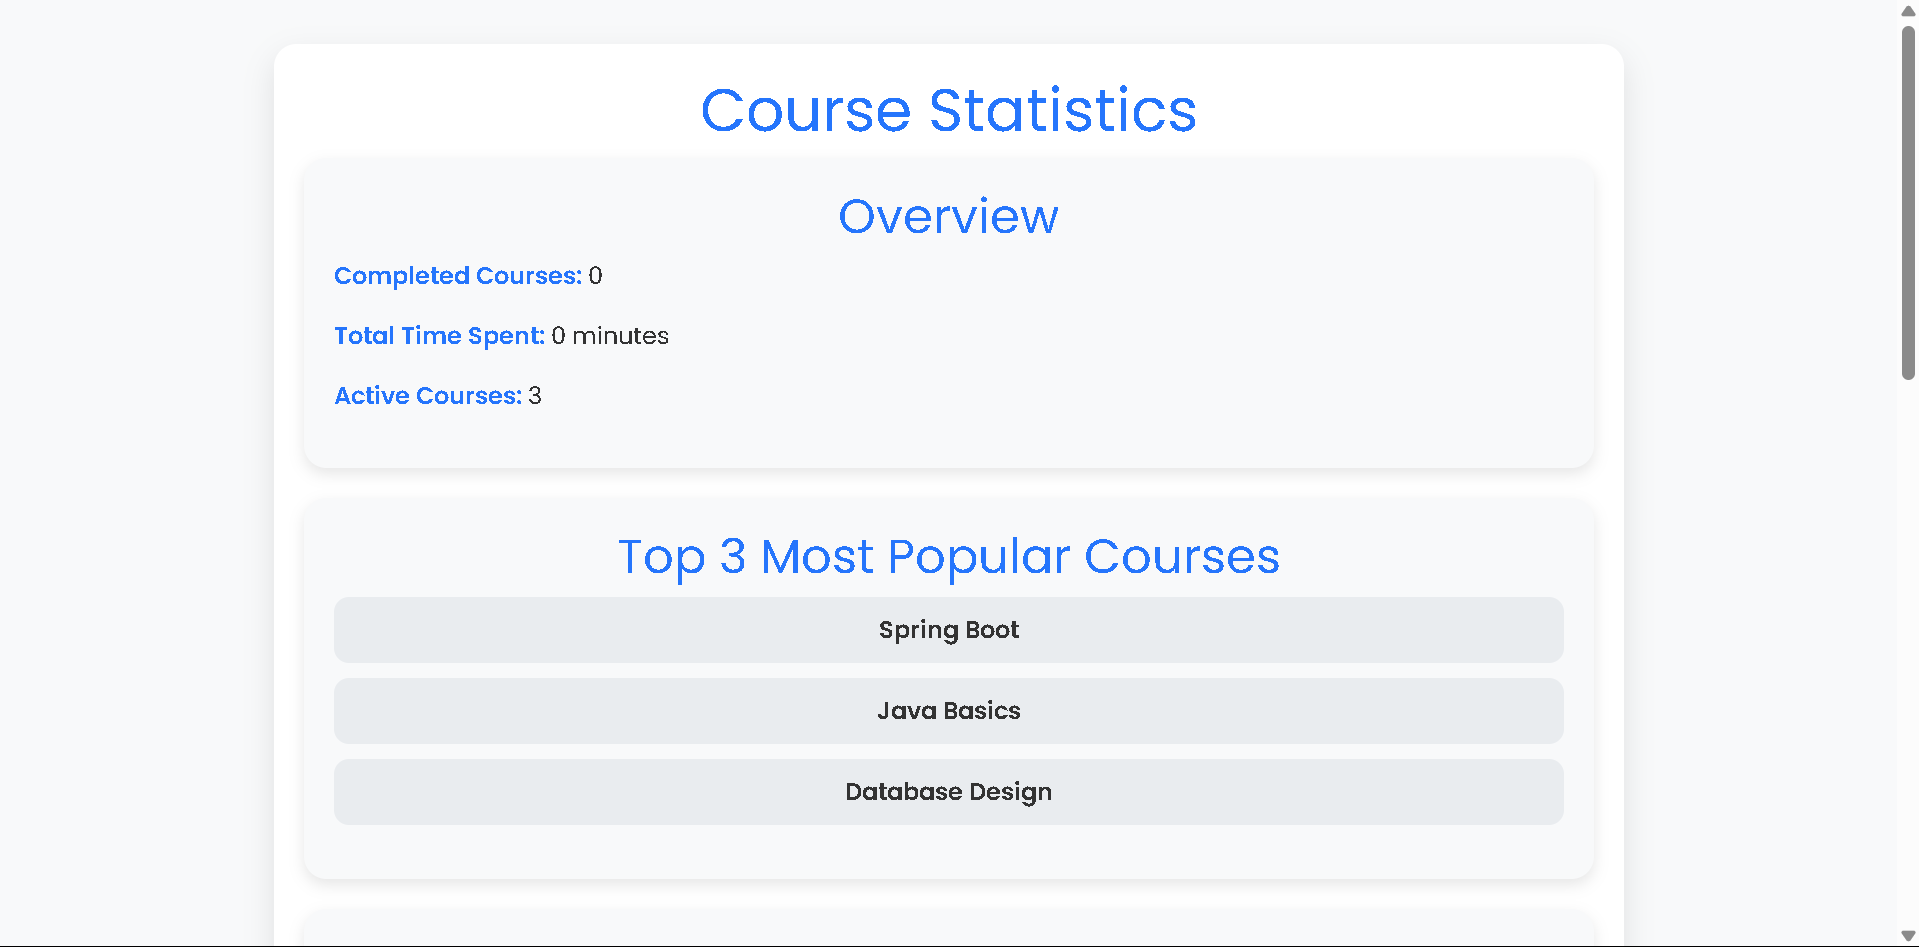 Course Statistics
Overview
Completed Courses: 0
Total Time Spent: 0 minutes
Active Courses: 3
Top 3 Most Popular Courses
Spring Boot
Java Basics
Database Design